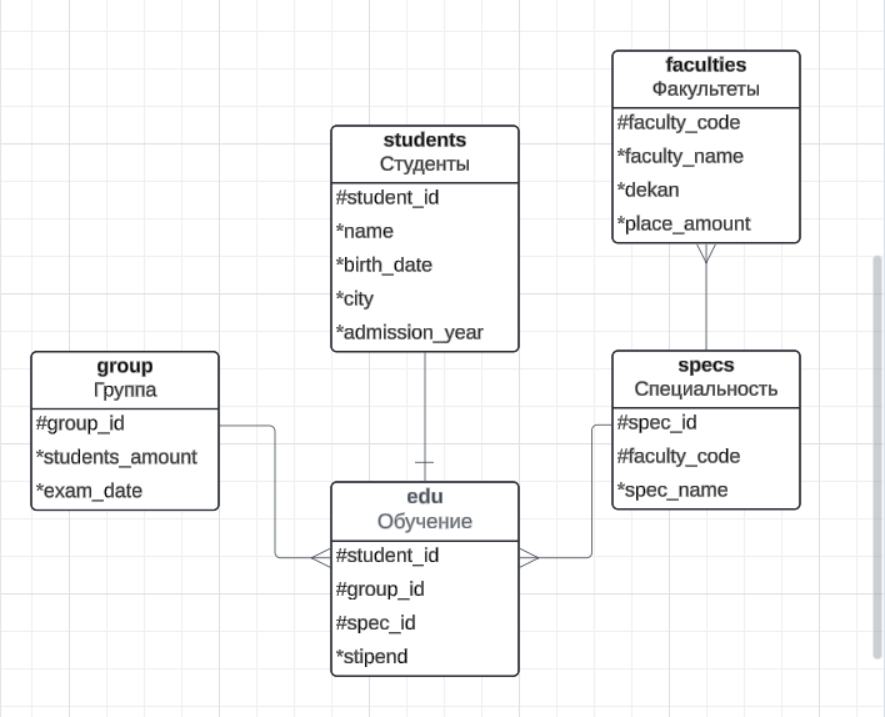 faculties
Факультеты
#faculty_code
*faculty_name
*dekan
*place_amount
students
Студенты
#student_id
*name
*birth_date
*city
*admission_year
group
Группа
#group_id
*students_amount
*exam_date
specs
Специальность
#spec_id
#faculty_code
*spec_name
edu
Обучение
#student_id
#group_id
#spec_id
*stipend